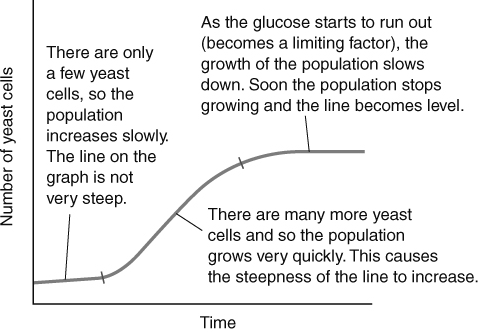 Number of yeast cells
There are only
a few yeast
cells, so the
population
increases slowly.
The line on the
graph is not
very steep.
As the glucose starts to run out
(becomes a limiting factor), the
growth of the population slows
down. Soon the population stops
growing and the line becomes level.
There are many more yeast
cells and so the population
grows very quickly. This causes
the steepness of the line to increase.
Time